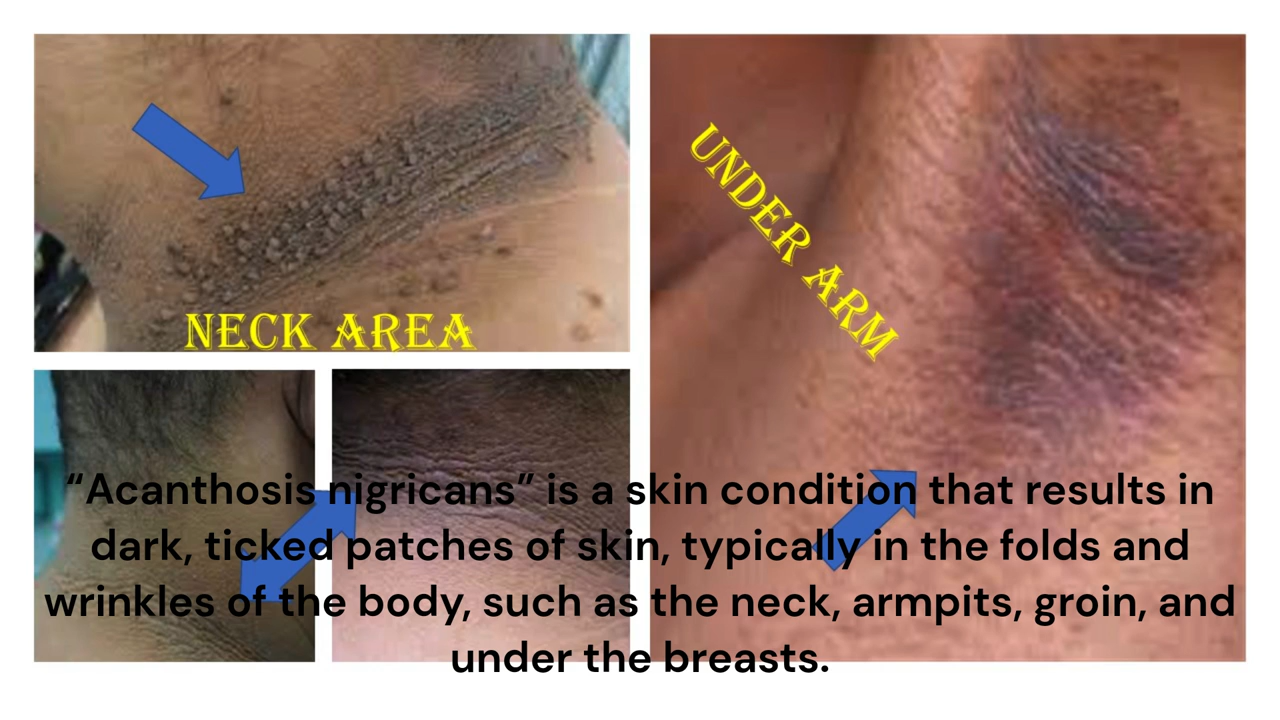 NECK AREA
UNDER ARM
“Acanthosis nigricans” is a skin condition that results in
dark, ticked patches of skin, typically in the folds and
wrinkles of the body, such as the neck, armpits, groin, and
under the breasts.